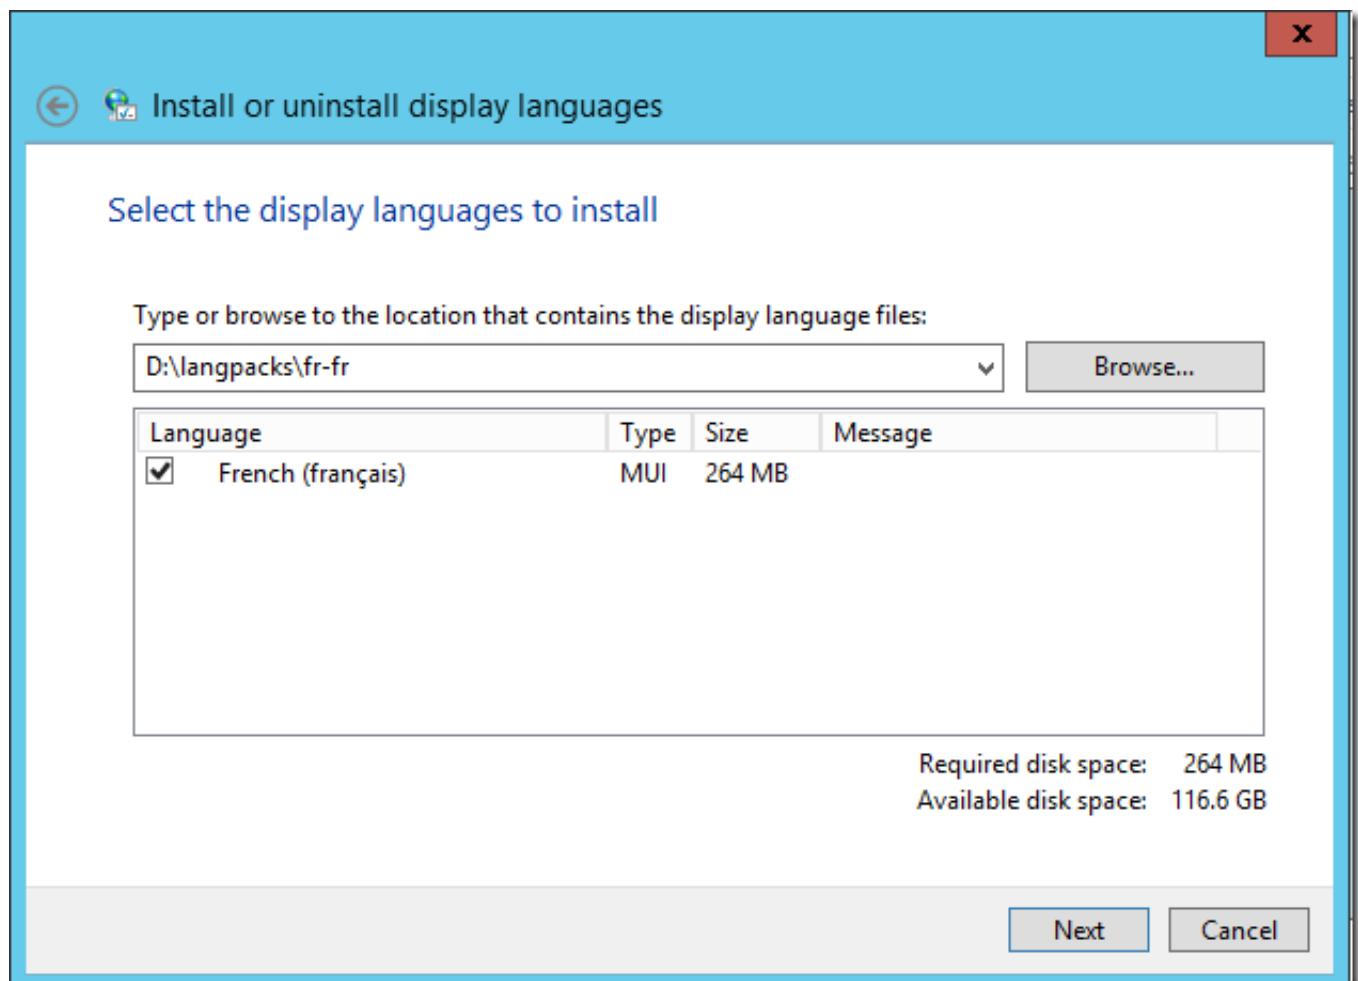 x
Install or uninstall display languages
Select the display languages to install
Type or browse to the location that contains the display language files:
D:\langpacks\fr-fr Browse...
Language Type Size Message
French (français) MUI 264 MB
Required disk space: 264 MB
Available disk space: 116.6 GB
Next Cancel